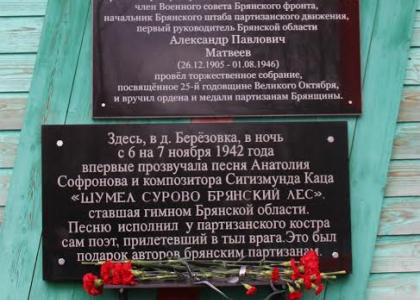 член Военного совета Брянского фронта,
начальник Брянского штаба партизанского движения,
первый руководитель Брянской области
Александр Павлович
Матвеев
(26.12.1905 - 01.08.1946)
провёл торжественное собрание,
посвящённое 25-й годовщине Великого Октября,
и вручил ордена и медали партизанам Брянщины.
Здесь, в д. Берёзовка, в ночь
с 6 на 7 ноября 1942 года
впервые прозвучала песня Анатолия
Софронова и композитора Сигизмунда Каца
«ШУМЕЛ СУРОВО БРЯНСКИЙ ЛЕС»,
ставшая гимном Брянской области.
Песню исполнил у партизанского костра
сам поэт, прилетевший в тыл врага. Это был
подарок авторов брянским партизанам.